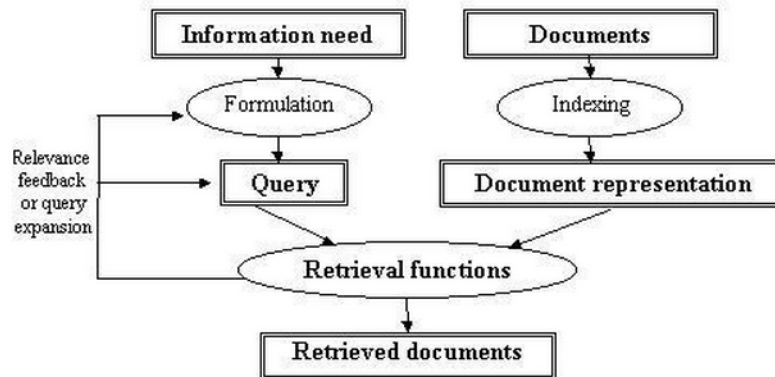 Information need
Documents
Formulation
Indexing
Relevance
feedback
or query
expansion
Query
Document representation
Retrieval functions
Retrieved documents